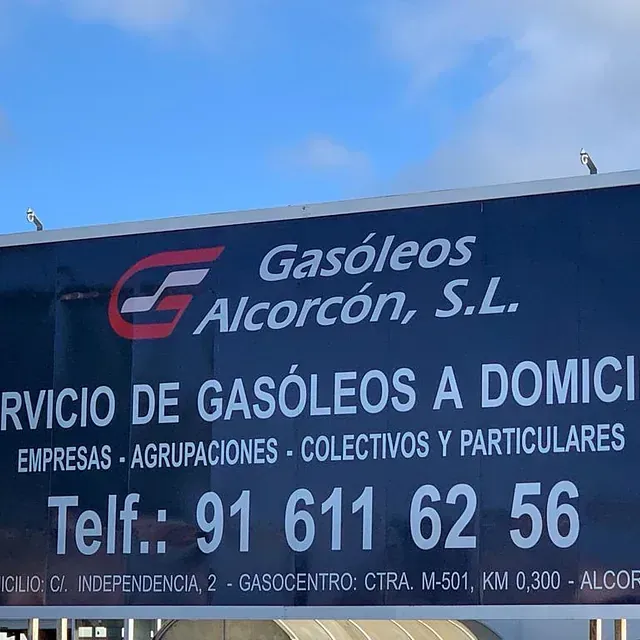 Gasóleos
Alcorcón, S.L.
RVICIO DE GASÓLEOS A DOMICI
EMPRESAS - AGRUPACIONES - COLECTIVOS Y PARTICULARES
Telf.: 91 611 62 56
ICILIO: C/. INDEPENDENCIA, 2 - GASOCENTRO: CTRA. M-501, KM 0,300 - ALCOR